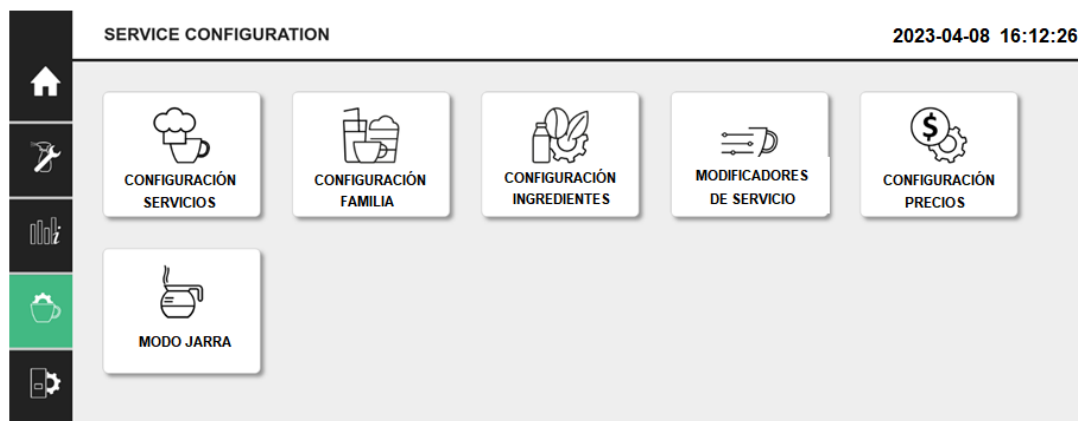 SERVICE CONFIGURATION
2023-04-08 16:12:26
CONFIGURACIÓN
SERVICIOS
CONFIGURACIÓN
FAMILIA
CONFIGURACIÓN
INGREDIENTES
MODIFICADORES
DE SERVICIO
$
CONFIGURACIÓN
PRECIOS
MODO JARRA
i